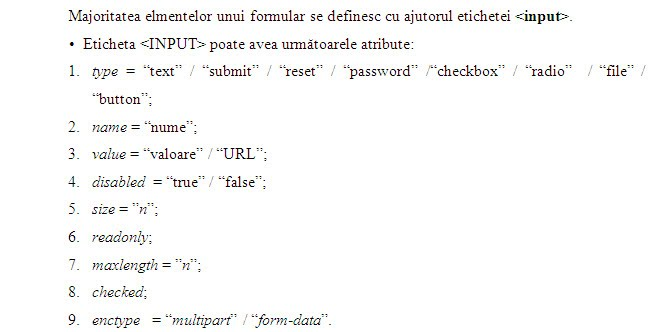 Majoritatea elmentelor unui formular se definesc cu ajutorul etichetei <input>.
• Eticheta <INPUT> poate avea următoarele atribute:
1. type = “text” / “submit” / “reset” / “password” /“checkbox” / “radio” / “file” /
“button”;
2. name = “nume”;
3. value = “valoare” / “URL”;
4. disabled = “true” / “false”;
5. size = ”n”;
6. readonly;
7. maxlength = ”n”;
8. checked;
9. enctype = “multipart” / “form-data”.